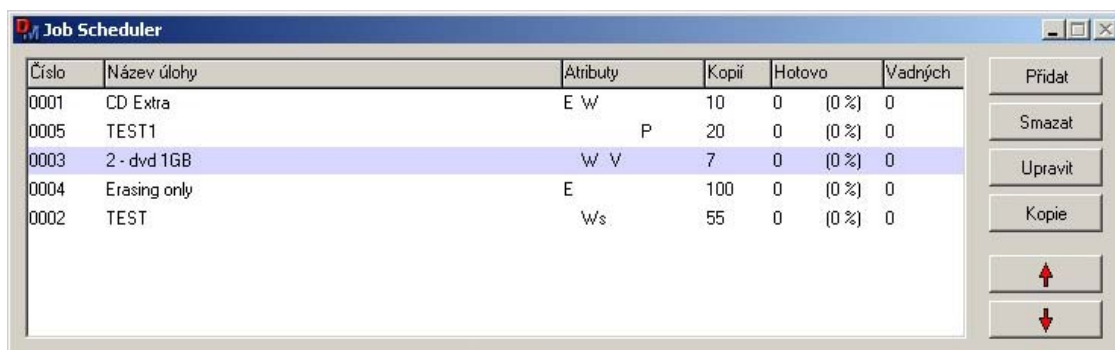 DM Job Scheduler
Číslo Název úlohy Atributy Kopií Hotovo Vadných
0001 CD Extra E W 10 0 (0 %) 0
0005 TEST1 P 20 0 (0 %) 0
0003 2 - dvd 1GB W V 7 0 (0 %) 0
0004 Erasing only E 100 0 (0 %) 0
0002 TEST Ws 55 0 (0 %) 0
Přidat
Smazat
Upravit
Kopie